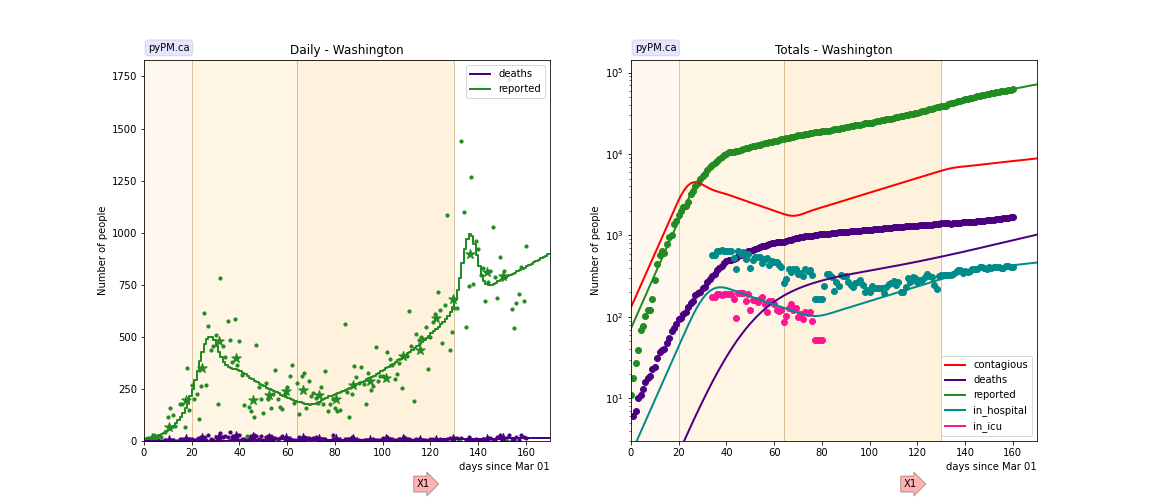 pyPM.ca
Daily - Washington
deaths
reported
Number of people
1750
1500
1250
1000
750
500
250
0
0 20 40 60 80 100 120 140 160
days since Mar 01
X1
pyPM.ca
Totals - Washington
Number of people
10^5
10^4
10^3
10^2
10^1
contagious
deaths
reported
in_hospital
in_icu
0 20 40 60 80 100 120 140 160
days since Mar 01
X1